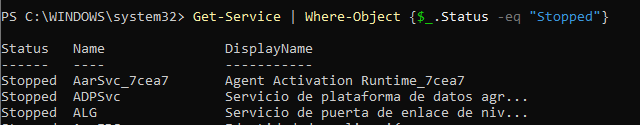 PS C:\WINDOWS\system32> Get-Service | Where-Object {$_.Status -eq "Stopped"}
Status   Name               DisplayName
------   ----               -----------
Stopped  AarSvc_7cea7       Agent Activation Runtime_7cea7
Stopped  ADPSvc             Servicio de plataforma de datos agr...
Stopped  ALG                Servicio de puerta de enlace de niv...